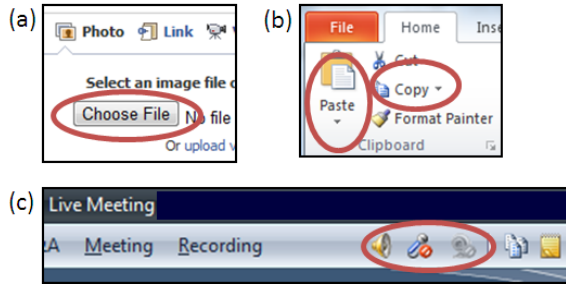 (a)
Photo Link
Select an image file
Choose File No file
Or upload
(b)
File Home Inse
Cut
Copy
Paste
Format Painter
Clipboard
(c)
Live Meeting
&A Meeting Recording